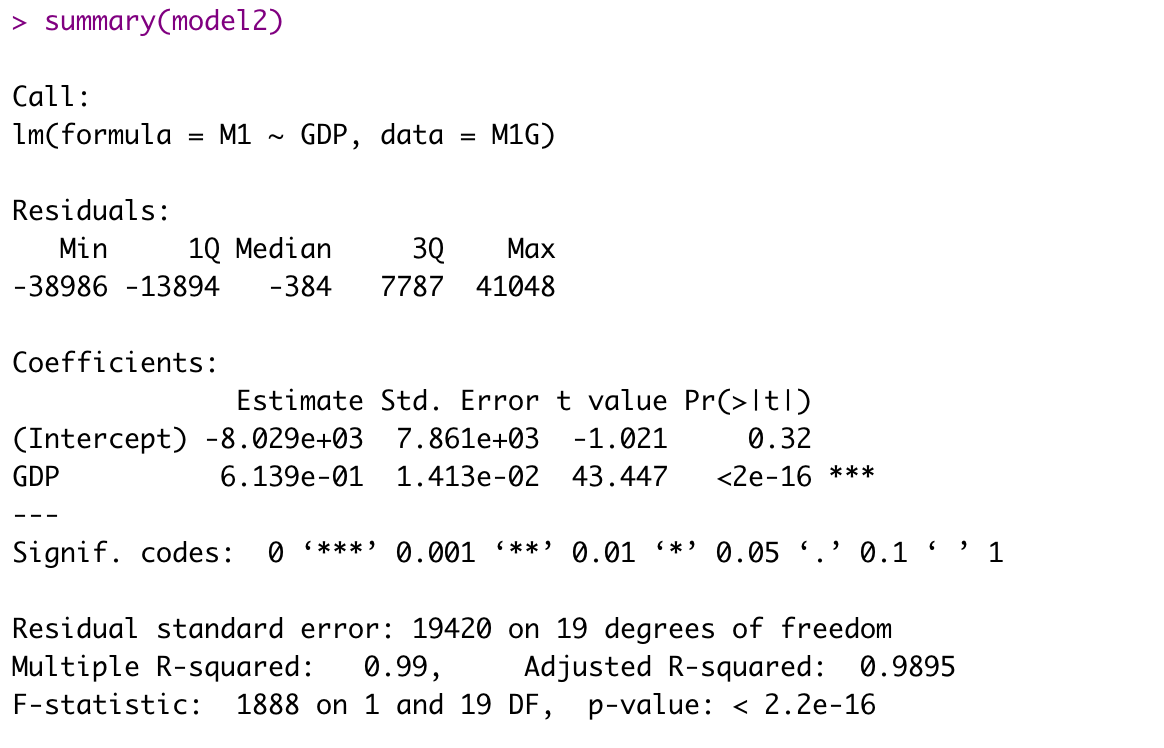 > summary(model2)
Call:
lm(formula = M1 ~ GDP, data = M1G)
Residuals:
   Min     1Q Median     3Q    Max
-38986 -13894   -384   7787  41048
Coefficients:
              Estimate Std. Error t value Pr(>|t|)
(Intercept) -8.029e+03  7.861e+03  -1.021     0.32
GDP          6.139e-01  1.413e-02  43.447   <2e-16 ***
---
Signif. codes:  0 ‘***’ 0.001 ‘**’ 0.01 ‘*’ 0.05 ‘.’ 0.1 ‘ ’ 1
Residual standard error: 19420 on 19 degrees of freedom
Multiple R-squared:   0.99,     Adjusted R-squared:  0.9895
F-statistic:  1888 on 1 and 19 DF,  p-value: < 2.2e-16